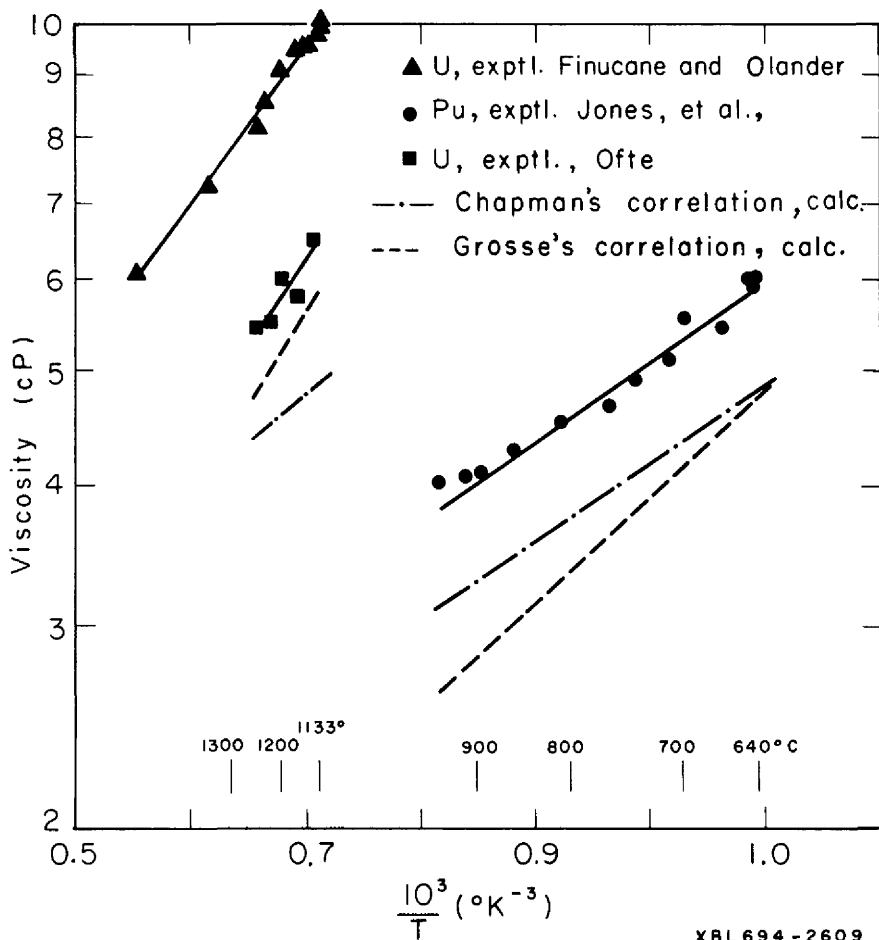 10
9
8
7
6
5
4
3
2
Viscosity (cP)
▲ U, exptl. Finucane and Olander
● Pu, exptl. Jones, et al.,
■ U, exptl., Ofte
Chapman's correlation, calc.
Grosse's correlation, calc.
1300 1200 1133° 900 800 700 640°C
0.5 0.7 0.9 1.0
10³/T (°K⁻³)
XBL 694-2609